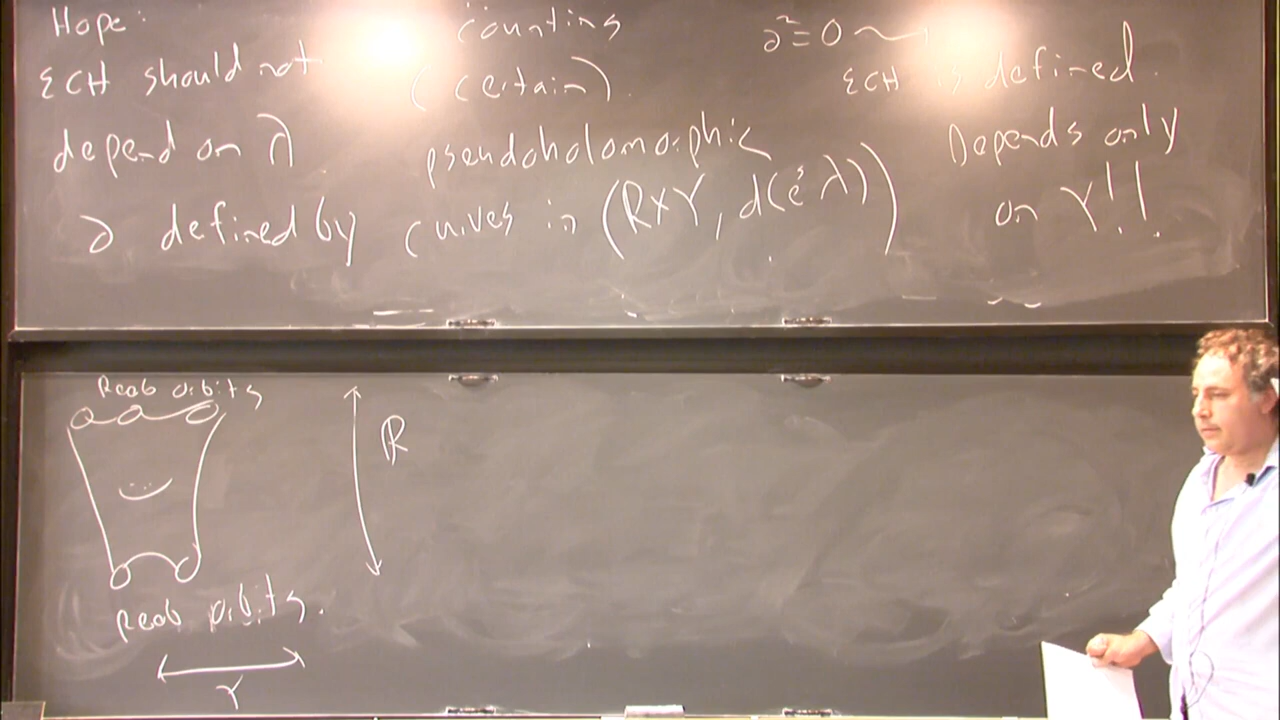 Hope:
ECH should not
depend on λ
∂ defined by
counting
(certain)
pseudoholomorphic
curves in (R×Y, d(e^s λ))
∂²=0 ⇝
ECH is defined.
Depends only
on Y!!
Reeb orbits
R
Reeb orbits.
Y